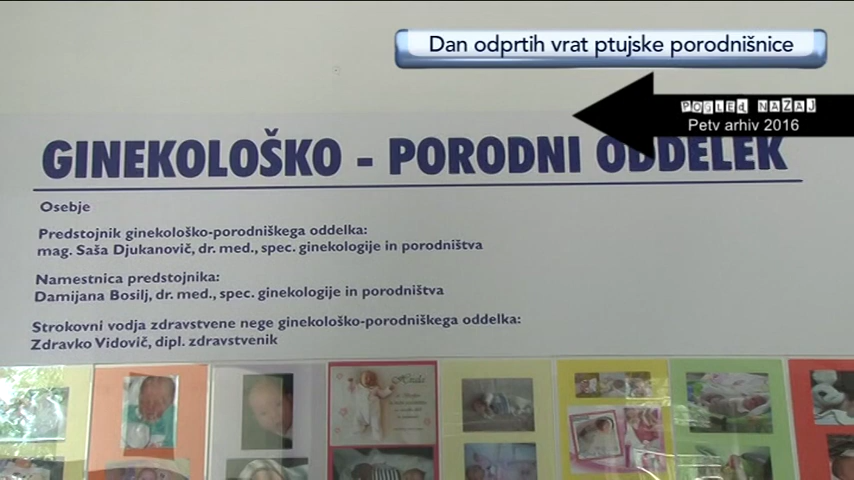 Dan odprtih vrat ptujske porodnišnice
POGLED NAZAJ
Petv arhiv 2016
GINEKOLOŠKO - PORODNI ODDELEK
Osebje
Predstojnik ginekološko-porodniškega oddelka:
mag. Saša Djukanovič, dr. med., spec. ginekologije in porodništva
Namestnica predstojnika:
Damijana Bosilj, dr. med., spec. ginekologije in porodništva
Strokovni vodja zdravstvene nege ginekološko-porodniškega oddelka:
Zdravko Vidovič, dipl. zdravstvenik
Hvala